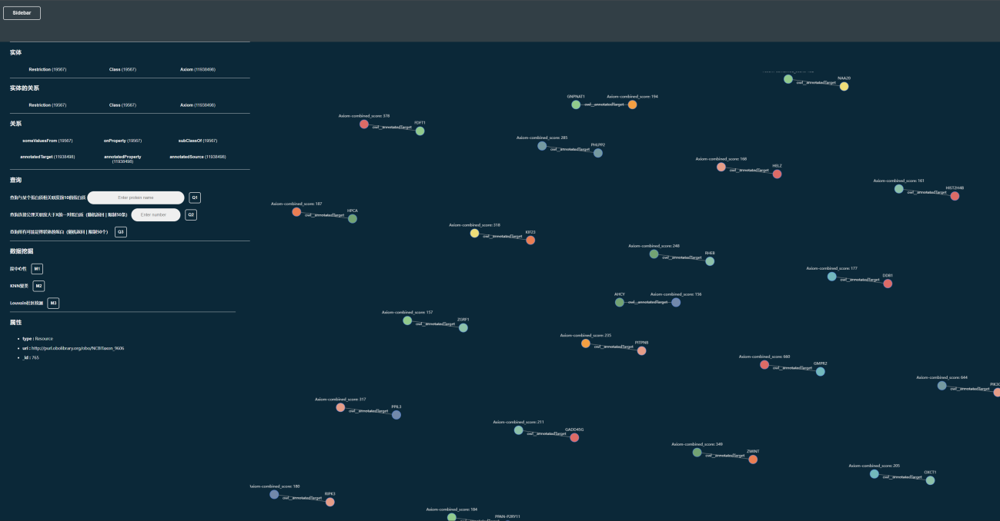 Sidebar
实体
Restriction (19567) Class (19567) Axiom (11938498)
实体的关系
Restriction (19567) Class (19567) Axiom (11938498)
关系
someValuesFrom (19567) onProperty (19567) subClassOf (19567)
annotatedTarget (11938498) annotatedProperty (11938498) annotatedSource (11938498)
查询
查询与某个蛋白质相关联度前10的蛋白质 Enter protein name Q1
查询连接公理关联度大于X的一对蛋白质 (随机返回 | 限制50条) Enter number Q2
查询所有可能是棒状体的蛋白 (随机返回 | 限制50个) Q3
数据挖掘
度中心性 M1
KNN聚类 M2
Louvain社区检测 M3
属性
type : Resource
uri : http://purl.obolibrary.org/obo/NCBITaxon_9606
_id : 765
owl__annotatedTarget NAA20
GNPNAT1 owl__annotatedTarget Axiom-combined_score: 194
Axiom-combined_score: 378 owl__annotatedTarget FDFT1
Axiom-combined_score: 285 owl__annotatedTarget PHLPP2
Axiom-combined_score: 168 owl__annotatedTarget HELZ
Axiom-combined_score: 161 owl__annotatedTarget HIST2H4B
Axiom-combined_score: 187 owl__annotatedTarget HPCA
Axiom-combined_score: 318 owl__annotatedTarget KIF23
Axiom-combined_score: 248 owl__annotatedTarget RHEB
Axiom-combined_score: 177 owl__annotatedTarget DDB1
AHCY owl__annotatedTarget Axiom-combined_score: 156
Axiom-combined_score: 157 owl__annotatedTarget ZGRF1
Axiom-combined_score: 235 owl__annotatedTarget PITPNB
Axiom-combined_score: 660 owl__annotatedTarget GMPR2
Axiom-combined_score: 644 owl__annotatedTarget
Axiom-combined_score: 317 owl__annotatedTarget PPIL3
Axiom-combined_score: 211 owl__annotatedTarget GADD45G
Axiom-combined_score: 348 owl__annotatedTarget ZWINT
Axiom-combined_score: 205 owl__annotatedTarget OXCT1
Axiom-combined_score: 180 owl__annotatedTarget RIPK3
Axiom-combined_score: 184 owl__annotatedTarget PPAN-P2RY11